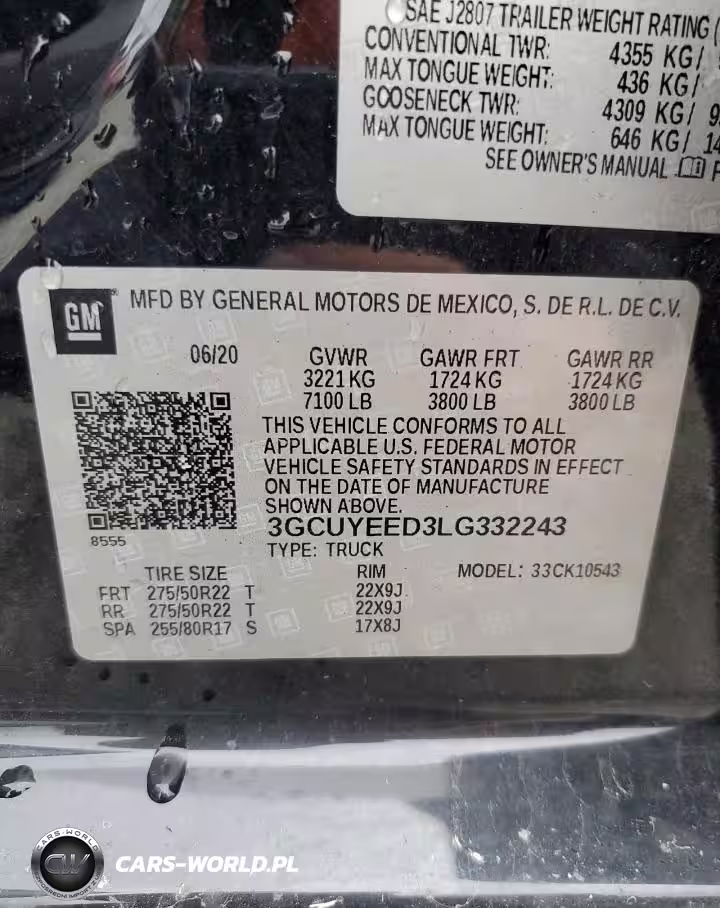 SAE J2807 TRAILER WEIGHT RATING (
CONVENTIONAL TWR: 4355 KG/
MAX TONGUE WEIGHT: 436 KG/
GOOSENECK TWR: 4309 KG/ 9
MAX TONGUE WEIGHT: 646 KG/ 14
SEE OWNER'S MANUAL
GM
MFD BY GENERAL MOTORS DE MEXICO, S. DE R.L. DE C.V.
06/20 GVWR GAWR FRT GAWR RR
3221 KG 1724 KG 1724 KG
7100 LB 3800 LB 3800 LB
THIS VEHICLE CONFORMS TO ALL
APPLICABLE U.S. FEDERAL MOTOR
VEHICLE SAFETY STANDARDS IN EFFECT
ON THE DATE OF MANUFACTURE
SHOWN ABOVE.
3GCUYEED3LG332243
8555
TYPE: TRUCK
TIRE SIZE RIM MODEL: 33CK10543
FRT 275/50R22 T 22X9J
RR 275/50R22 T 22X9J
SPA 255/80R17 S 17X8J
CARS-WORLD
CW
CARS-WORLD.PL